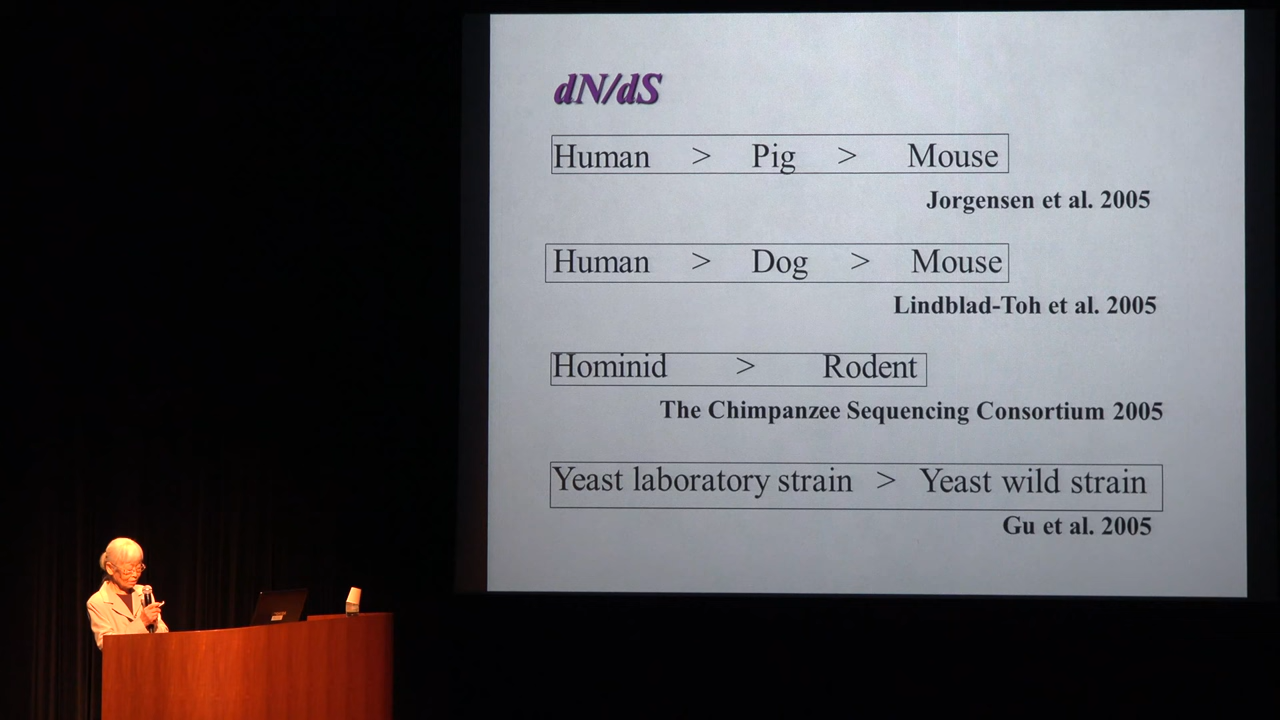 dN/dS
Human > Pig > Mouse
Jorgensen et al. 2005
Human > Dog > Mouse
Lindblad-Toh et al. 2005
Hominid > Rodent
The Chimpanzee Sequencing Consortium 2005
Yeast laboratory strain > Yeast wild strain
Gu et al. 2005